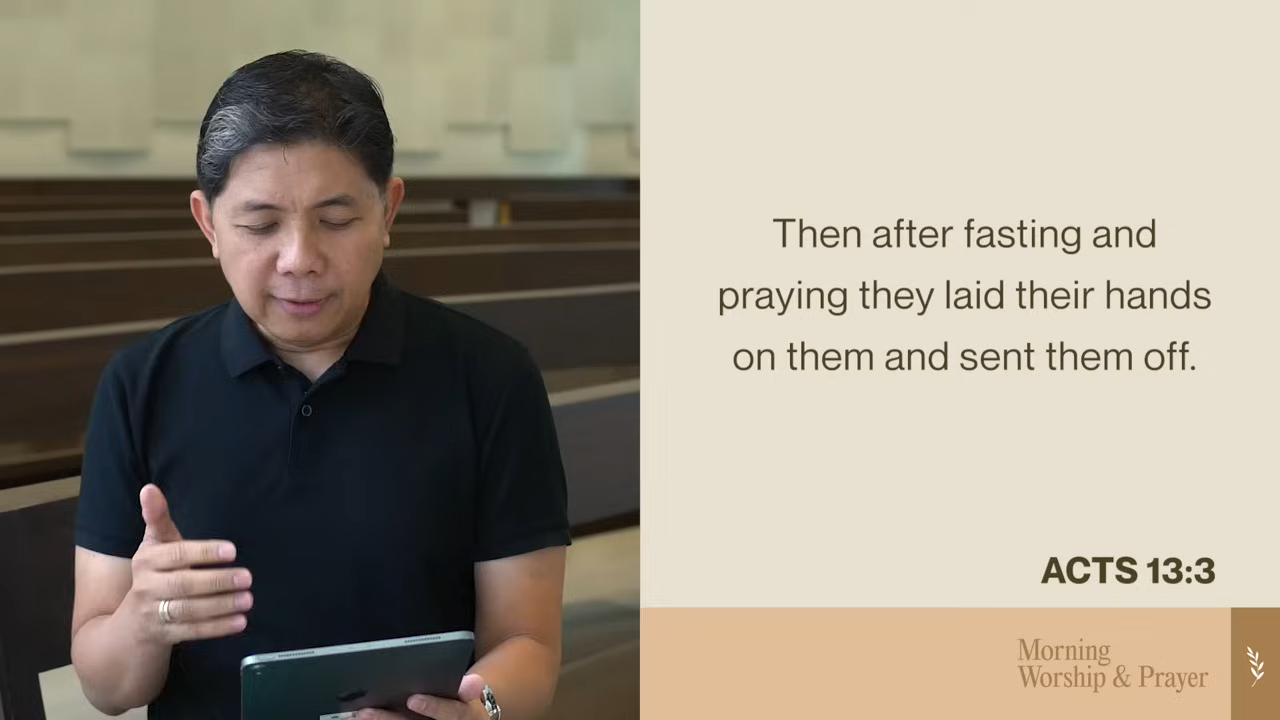 Then after fasting and
praying they laid their hands
on them and sent them off.
ACTS 13:3
Morning
Worship & Prayer